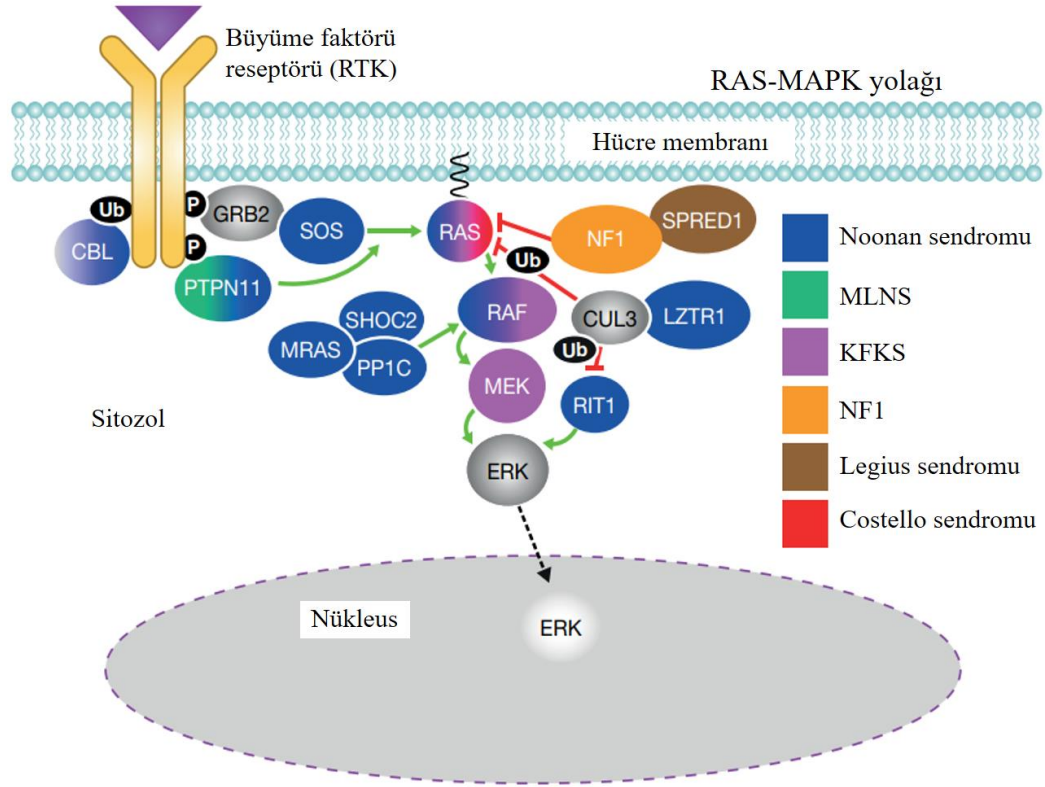 Büyüme faktörü
reseptörü (RTK)
RAS-MAPK yolağı
Hücre membranı
Ub
P
GRB2
SOS
RAS
NF1
SPRED1
CBL
P
PTPN11
Ub
SHOC2
MRAS
PP1C
RAF
CUL3
LZTR1
Ub
MEK
RIT1
Sitozol
ERK
Noonan sendromu
MLNS
KFKS
NF1
Legius sendromu
Costello sendromu
Nükleus
ERK